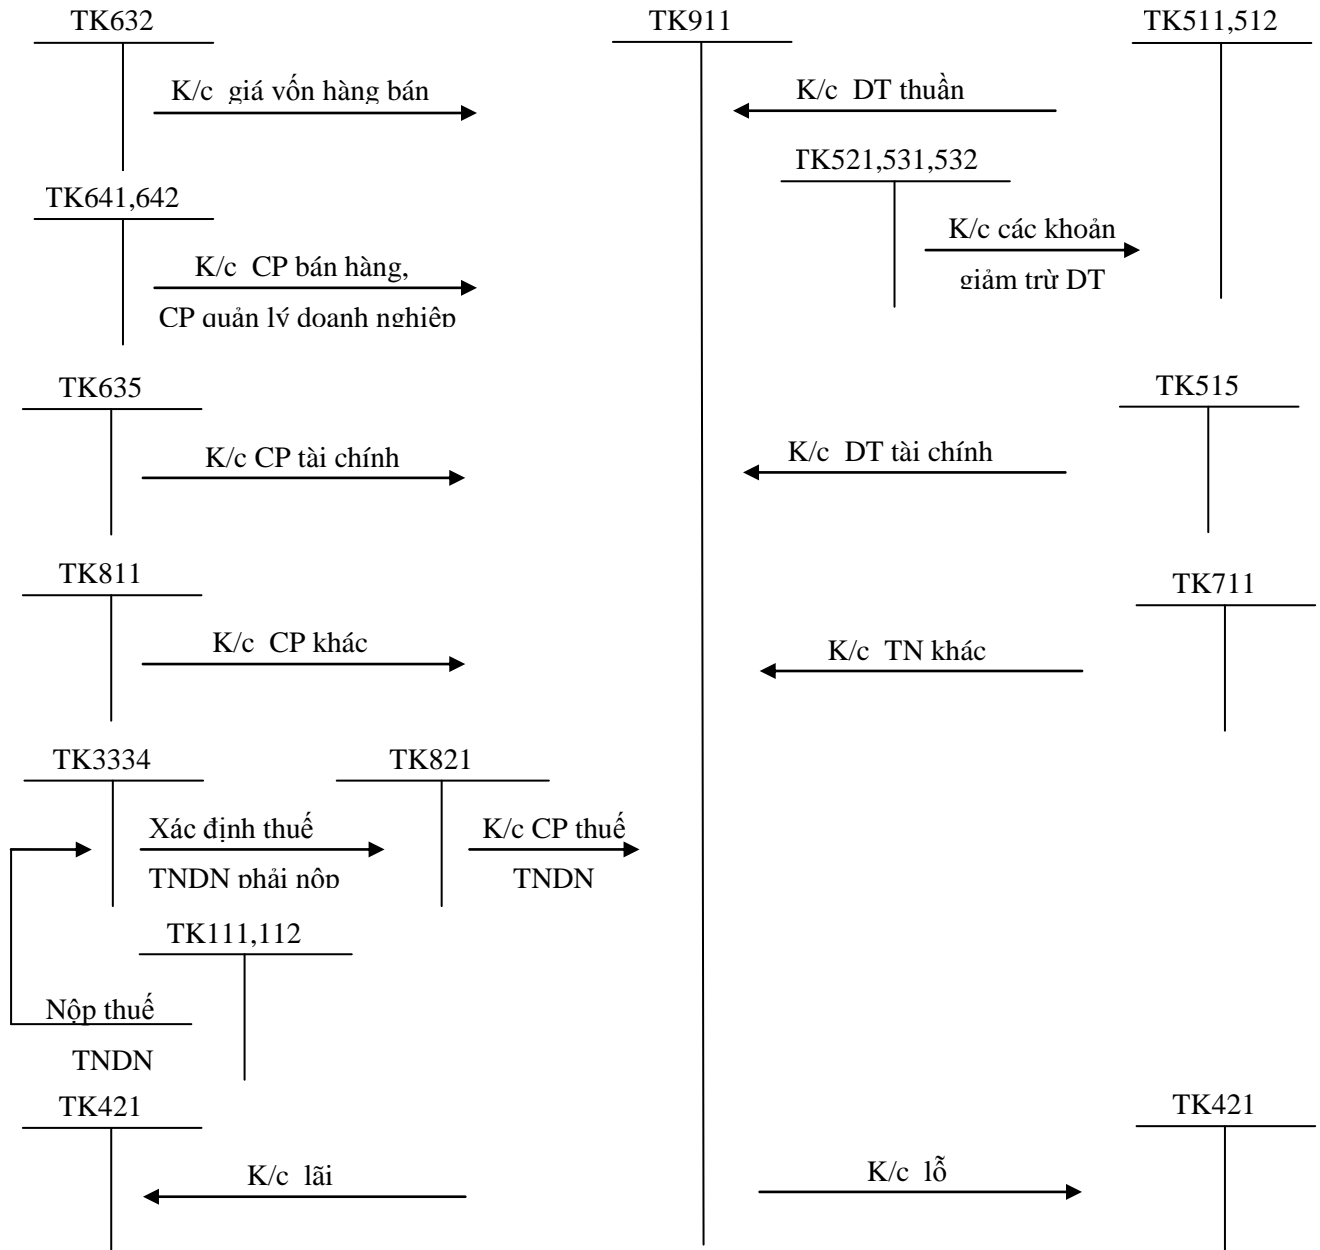 TK632
TK911
TK511,512
K/c giá vốn hàng bán
K/c DT thuần
TK521,531,532
TK641,642
K/c các khoản
giảm trừ DT
K/c CP bán hàng,
CP quản lý doanh nghiệp
TK635
TK515
K/c CP tài chính
K/c DT tài chính
TK811
TK711
K/c CP khác
K/c TN khác
TK3334
TK821
Xác định thuế
TNDN phải nộp
K/c CP thuế
TNDN
TK111,112
Nộp thuế
TNDN
TK421
TK421
K/c lãi
K/c lỗ